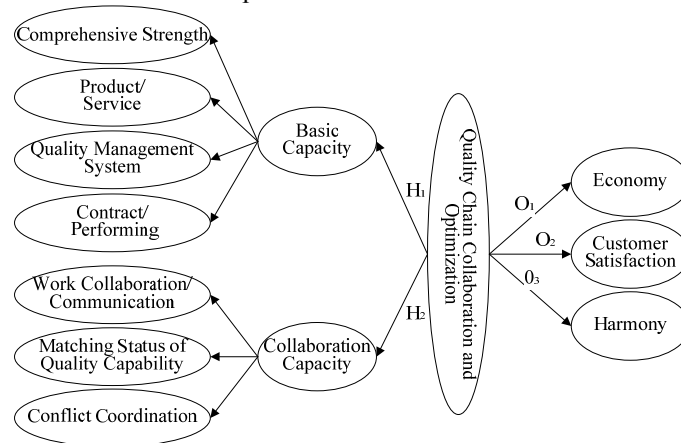 Comprehensive Strength
Product/
Service
Quality Management
System
Contract/
Performing
Work Collaboration/
Communication
Matching Status of
Quality Capability
Conflict Coordination
Basic
Capacity
Collaboration
Capacity
H1
H2
Quality Chain Collaboration and
Optimization
O1
O2
03
Economy
Customer
Satisfaction
Harmony